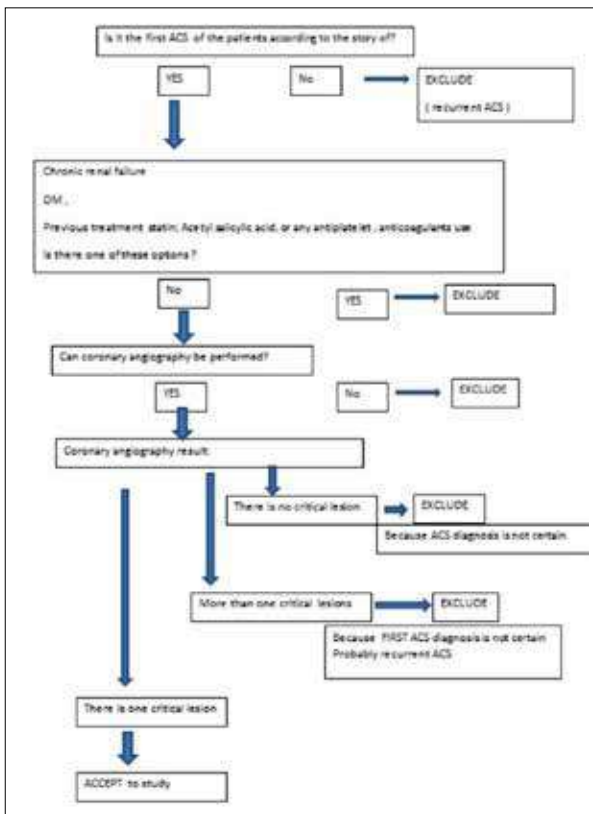 Is it the first ACS of the patients according to the story of?
YES
No
EXCLUDE
( recurrent ACS )
Chronic renal failure
DM ,
Previous treatment statin; Acetyl salicylic acid, or any antiplatelet , anticoagulants use
Is there one of these options ?
No
YES
EXCLUDE
Can coronary angiography be performed?
YES
No
EXCLUDE
Coronary angiography result
There is no critical lesion
EXCLUDE
Because ACS diagnosis is not certain
More than one critical lesions
EXCLUDE
Because FIRST ACS diagnosis is not certain
Probably recurrent ACS
There is one critical lesion
ACCEPT to study